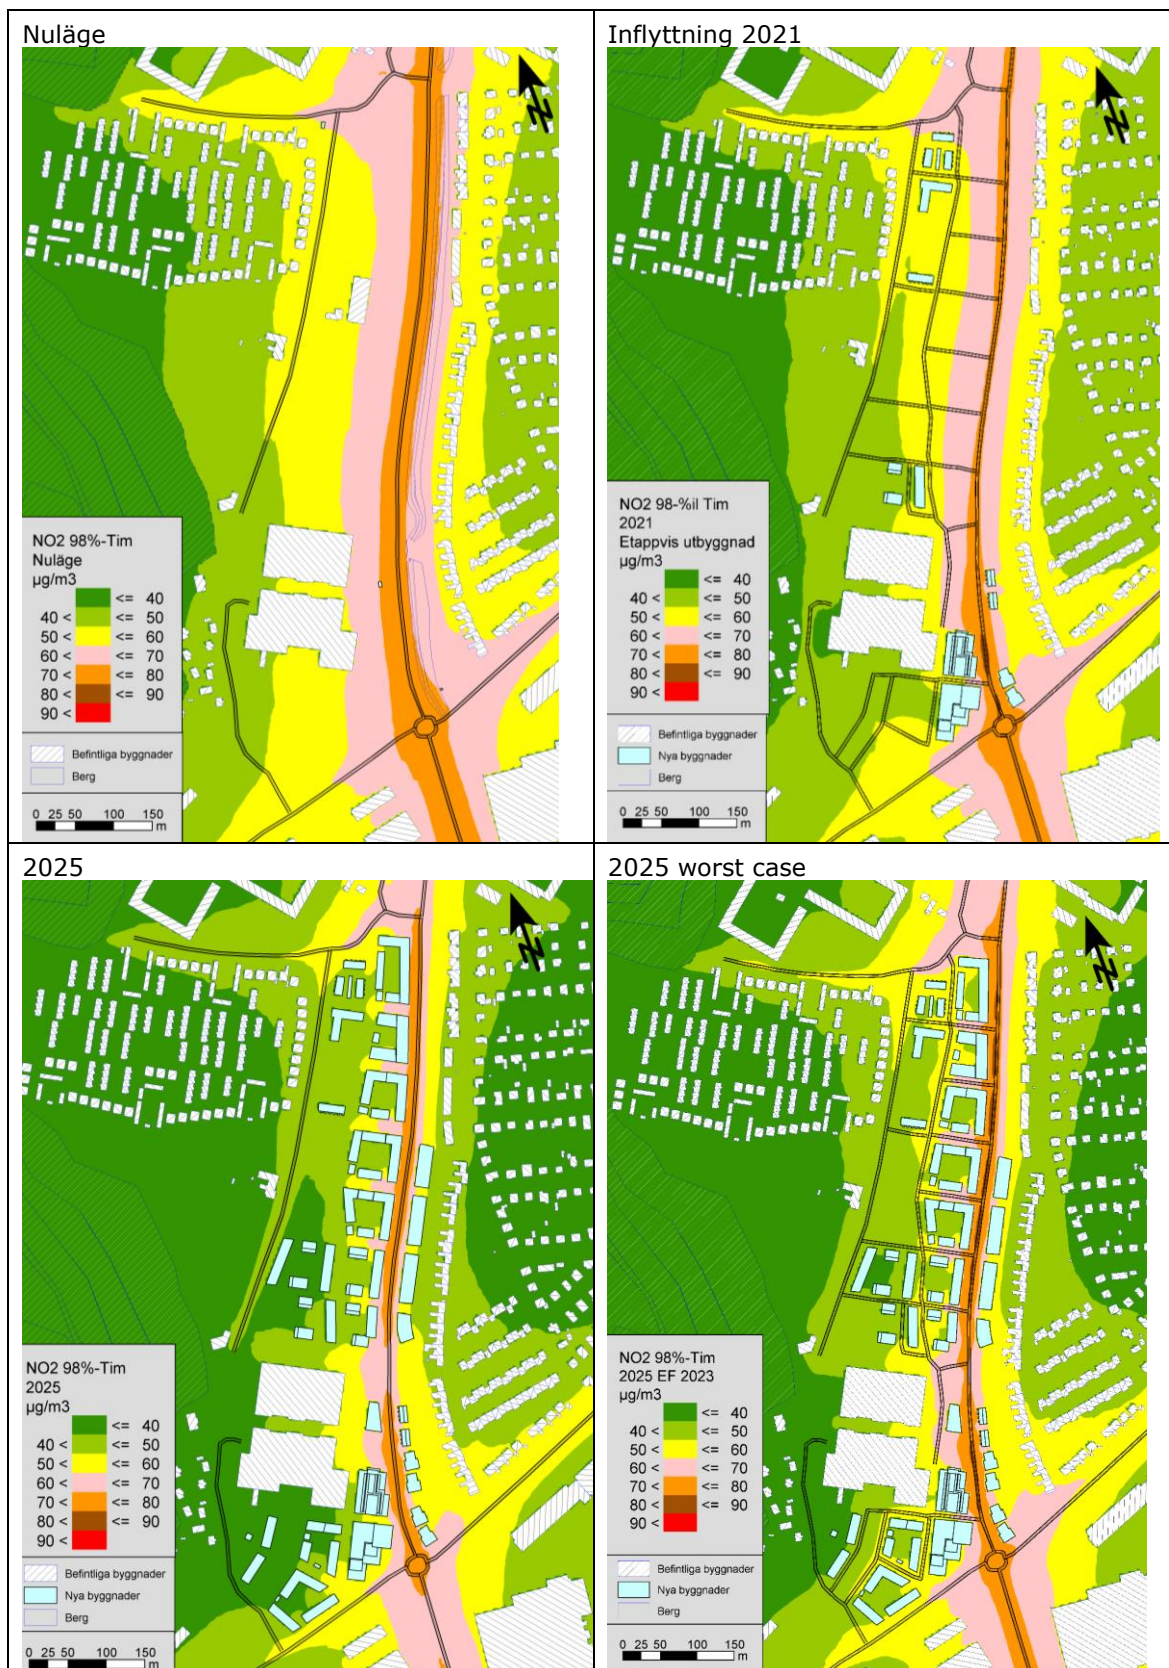 Nuläge
NO2 98%-Tim
Nuläge
µg/m3
<= 40
40 < <= 50
50 < <= 60
60 < <= 70
70 < <= 80
80 < <= 90
90 <
Befintliga byggnader
Berg
0 25 50 100 150
m
N
Inflyttning 2021
NO2 98-%il Tim
2021
Etappvis utbyggnad
µg/m3
<= 40
40 < <= 50
50 < <= 60
60 < <= 70
70 < <= 80
80 < <= 90
90 <
Befintliga byggnader
Nya byggnader
Berg
0 25 50 100 150
m
N
2025
NO2 98%-Tim
2025
µg/m3
<= 40
40 < <= 50
50 < <= 60
60 < <= 70
70 < <= 80
80 < <= 90
90 <
Befintliga byggnader
Nya byggnader
Berg
0 25 50 100 150
m
N
2025 worst case
NO2 98%-Tim
2025 EF 2023
µg/m3
<= 40
40 < <= 50
50 < <= 60
60 < <= 70
70 < <= 80
80 < <= 90
90 <
Befintliga byggnader
Nya byggnader
Berg
0 25 50 100 150
m
N